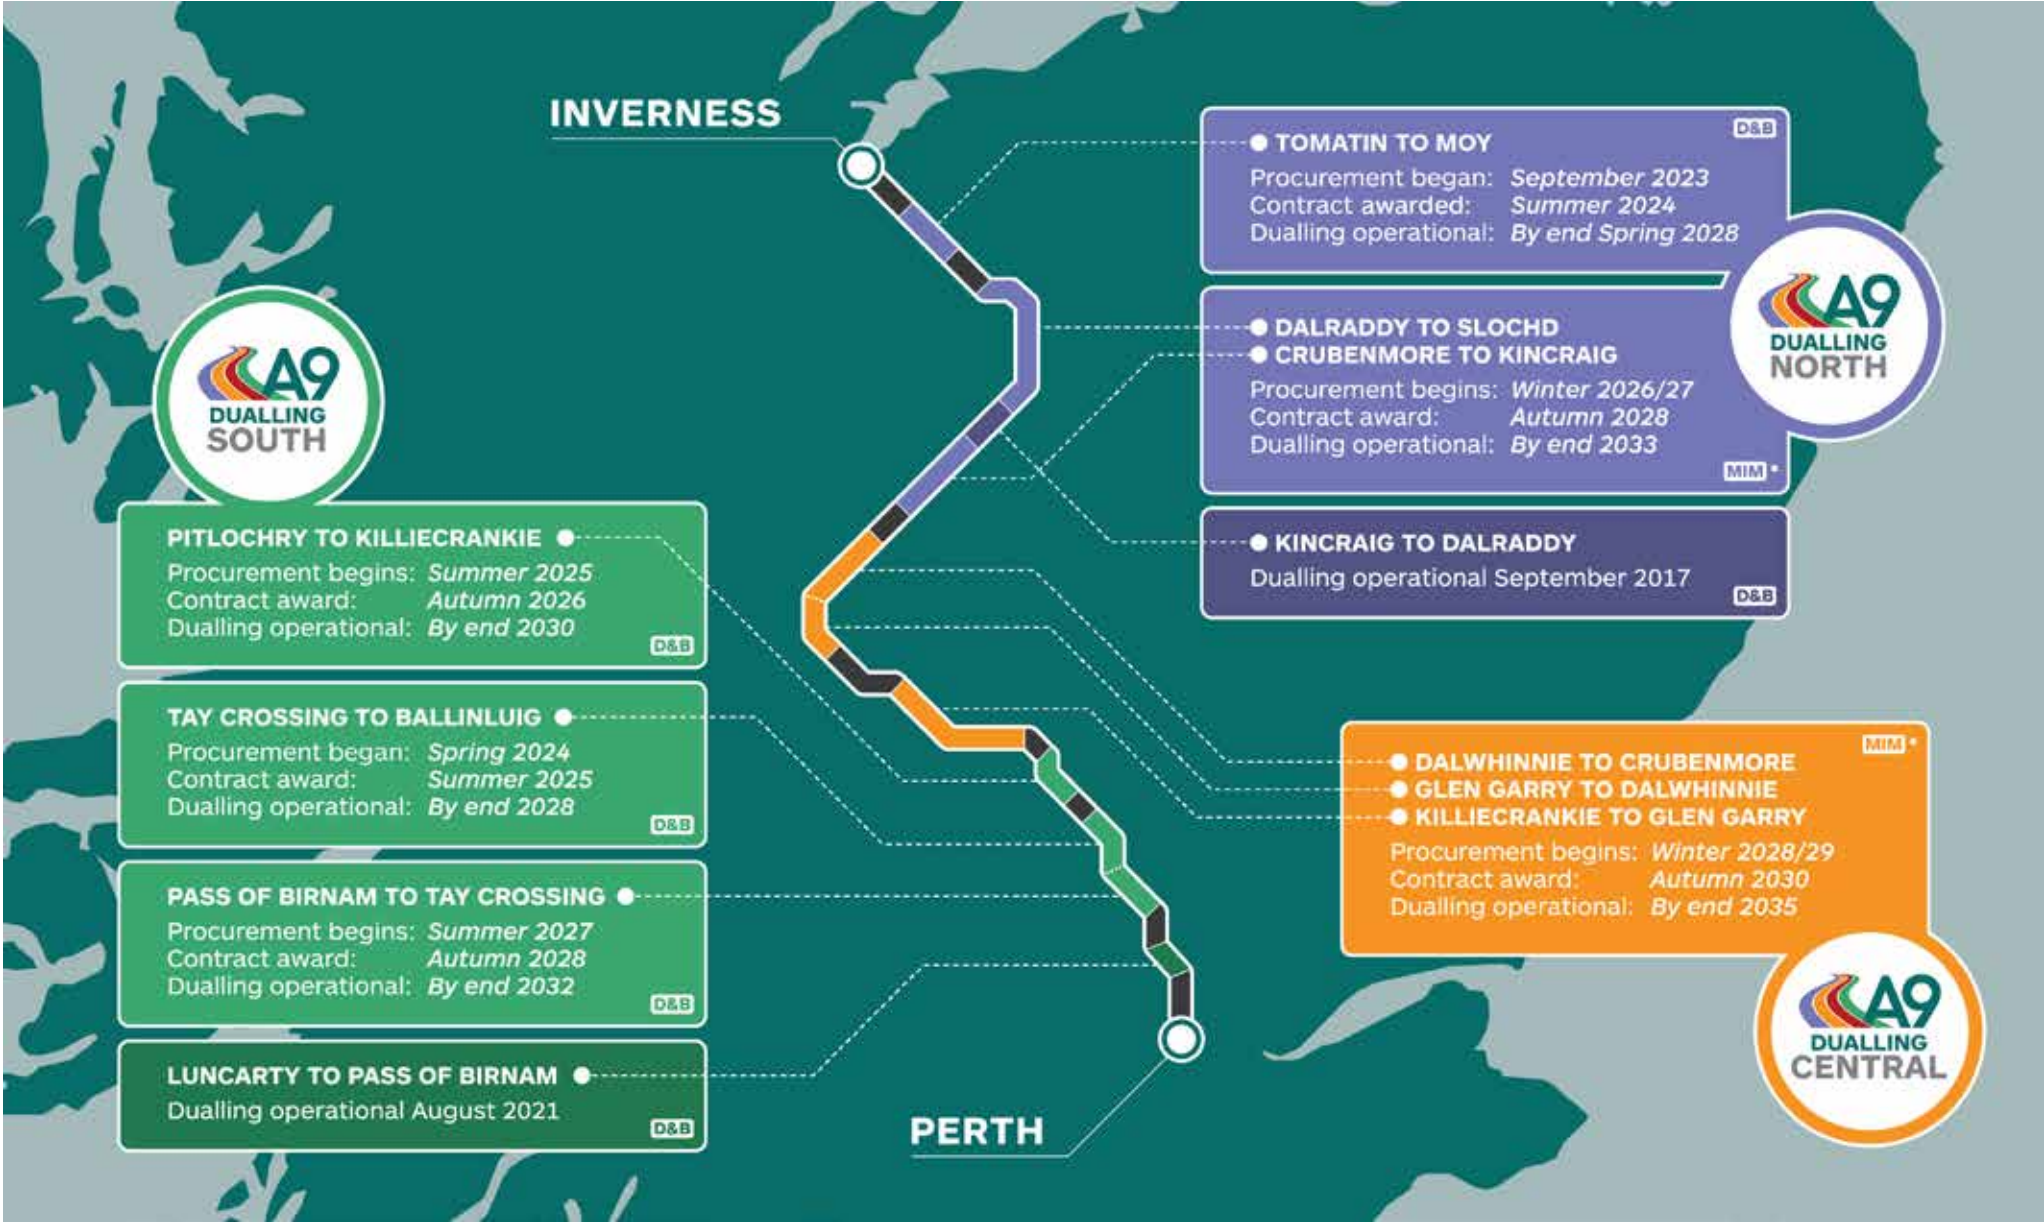 INVERNESS
TOMATIN TO MOY
D&B
Procurement began: September 2023
Contract awarded: Summer 2024
Dualling operational: By end Spring 2028
A9
DUALLING
NORTH
DALRADDY TO SLOCHD
CRUBENMORE TO KINCRAIG
Procurement begins: Winter 2026/27
Contract award: Autumn 2028
Dualling operational: By end 2033
MIM *
KINCRAIG TO DALRADDY
Dualling operational September 2017
D&B
A9
DUALLING
SOUTH
PITLOCHRY TO KILLIECRANKIE
Procurement begins: Summer 2025
Contract award: Autumn 2026
Dualling operational: By end 2030
D&B
TAY CROSSING TO BALLINLUIG
Procurement began: Spring 2024
Contract award: Summer 2025
Dualling operational: By end 2028
D&B
PASS OF BIRNAM TO TAY CROSSING
Procurement begins: Summer 2027
Contract award: Autumn 2028
Dualling operational: By end 2032
D&B
LUNCARTY TO PASS OF BIRNAM
Dualling operational August 2021
D&B
MIM *
DALWHINNIE TO CRUBENMORE
GLEN GARRY TO DALWHINNIE
KILLIECRANKIE TO GLEN GARRY
Procurement begins: Winter 2028/29
Contract award: Autumn 2030
Dualling operational: By end 2035
A9
DUALLING
CENTRAL
PERTH